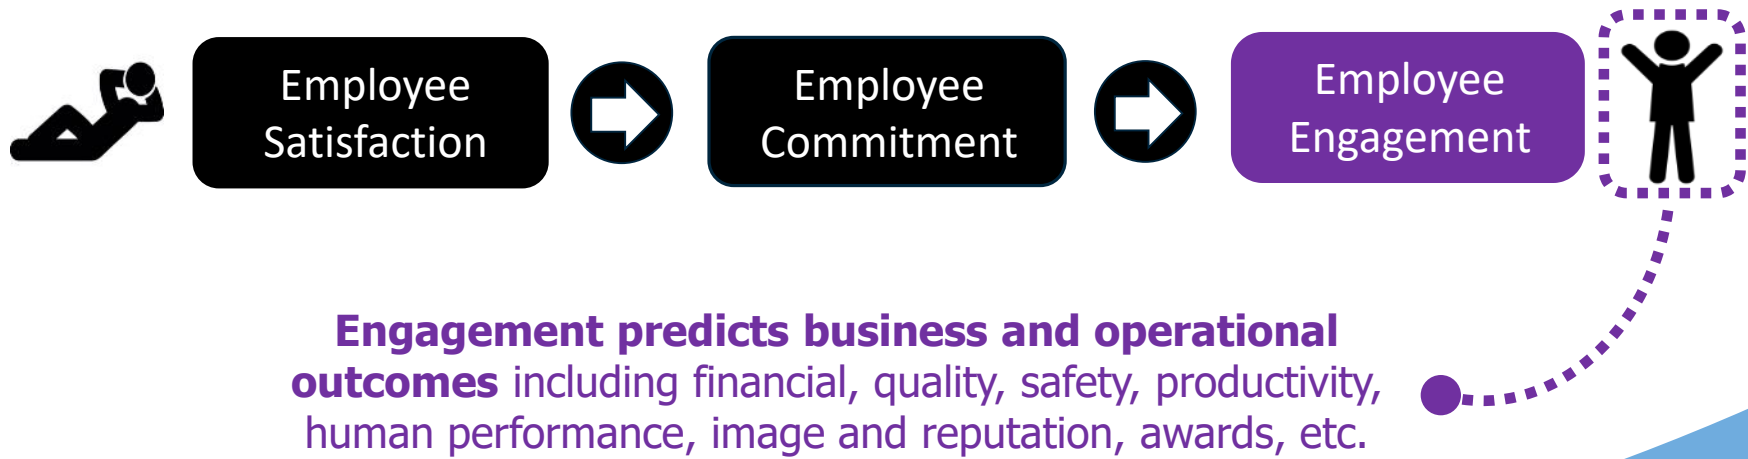 Employee
Satisfaction
Employee
Commitment
Employee
Engagement
Engagement predicts business and operational
outcomes including financial, quality, safety, productivity,
human performance, image and reputation, awards, etc.